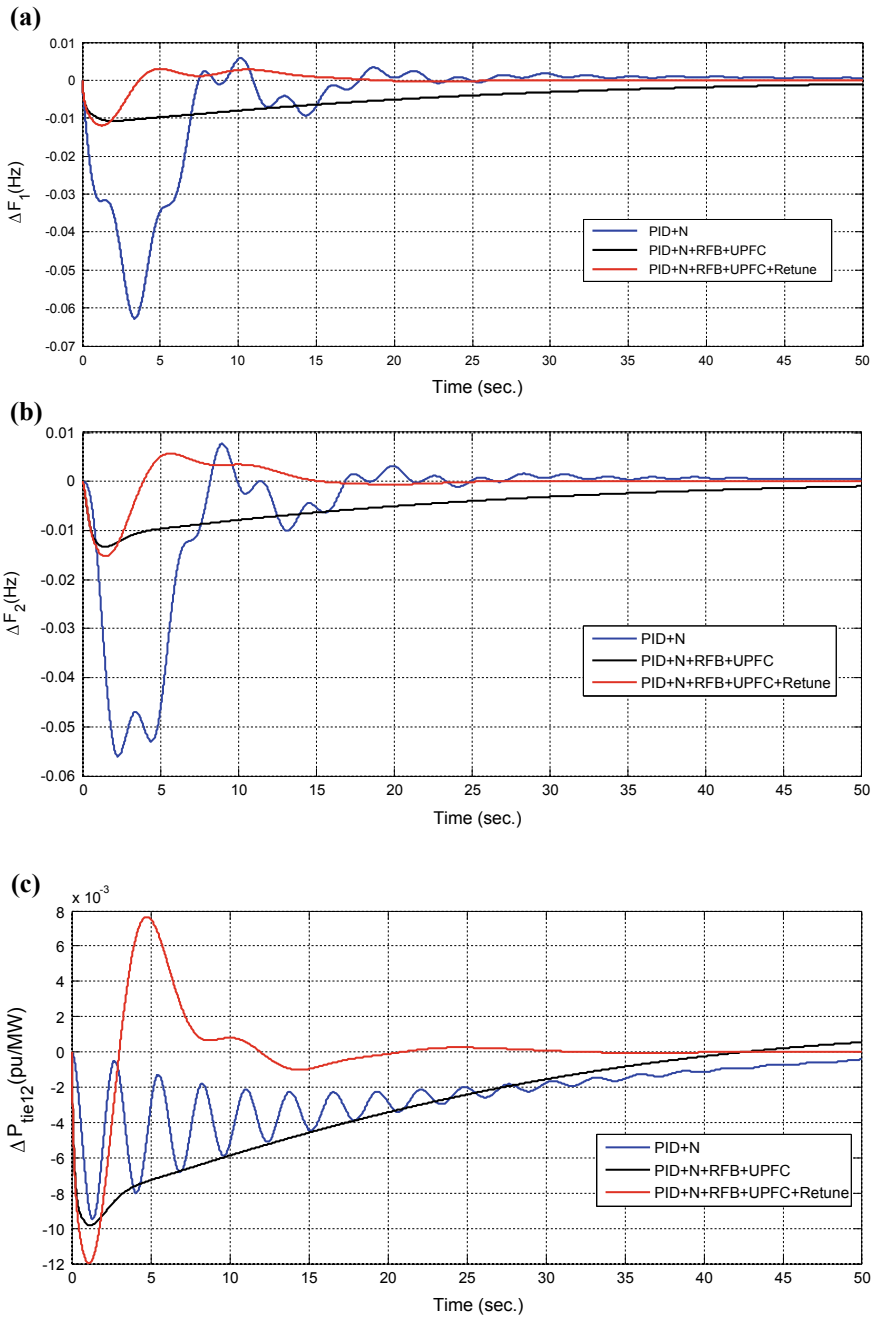 (a)
0.01
0
-0.01
-0.02
-0.03
-0.04
-0.05
-0.06
-0.07
ΔF1(Hz)
PID+N
PID+N+RFB+UPFC
PID+N+RFB+UPFC+Retune
0 5 10 15 20 25 30 35 40 45 50
Time (sec.)
(b)
0.01
0
-0.01
-0.02
-0.03
-0.04
-0.05
-0.06
ΔF2(Hz)
PID+N
PID+N+RFB+UPFC
PID+N+RFB+UPFC+Retune
0 5 10 15 20 25 30 35 40 45 50
Time (sec.)
(c)
x 10-3
8
6
4
2
0
-2
-4
-6
-8
-10
-12
Δ Ptie12(pu/MW)
PID+N
PID+N+RFB+UPFC
PID+N+RFB+UPFC+Retune
0 5 10 15 20 25 30 35 40 45 50
Time (sec.)